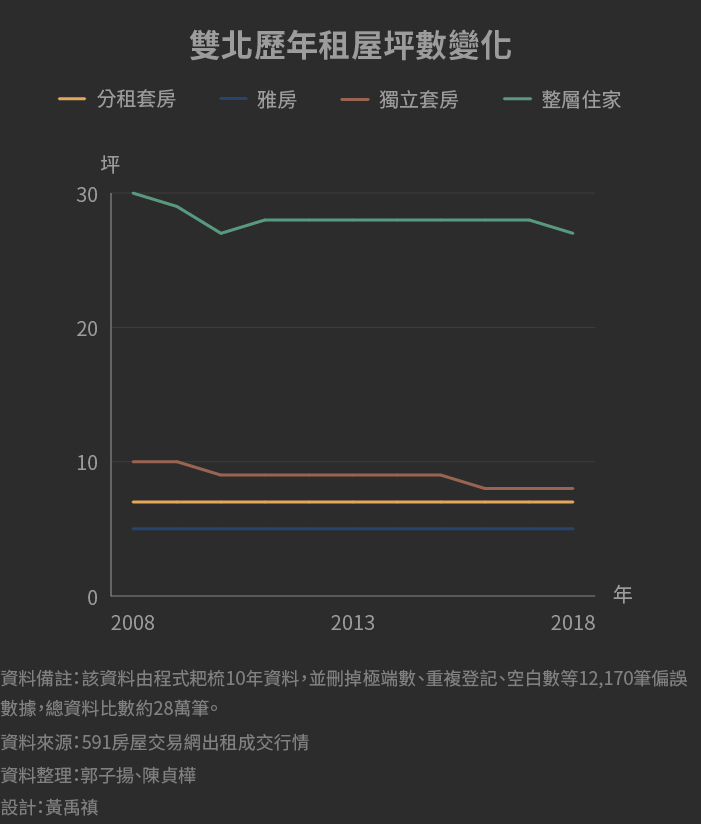 雙北歷年租屋坪數變化
分租套房 雅房 獨立套房 整層住家
坪
30
20
10
0
年
2008 2013 2018
資料備註：該資料由程式耙梳10年資料，並刪掉極端數、重複登記、空白數等12,170筆偏誤
數據，總資料比數約28萬筆。
資料來源：591房屋交易網出租成交行情
資料整理：郭子揚、陳貞樺
設計：黃禹禛